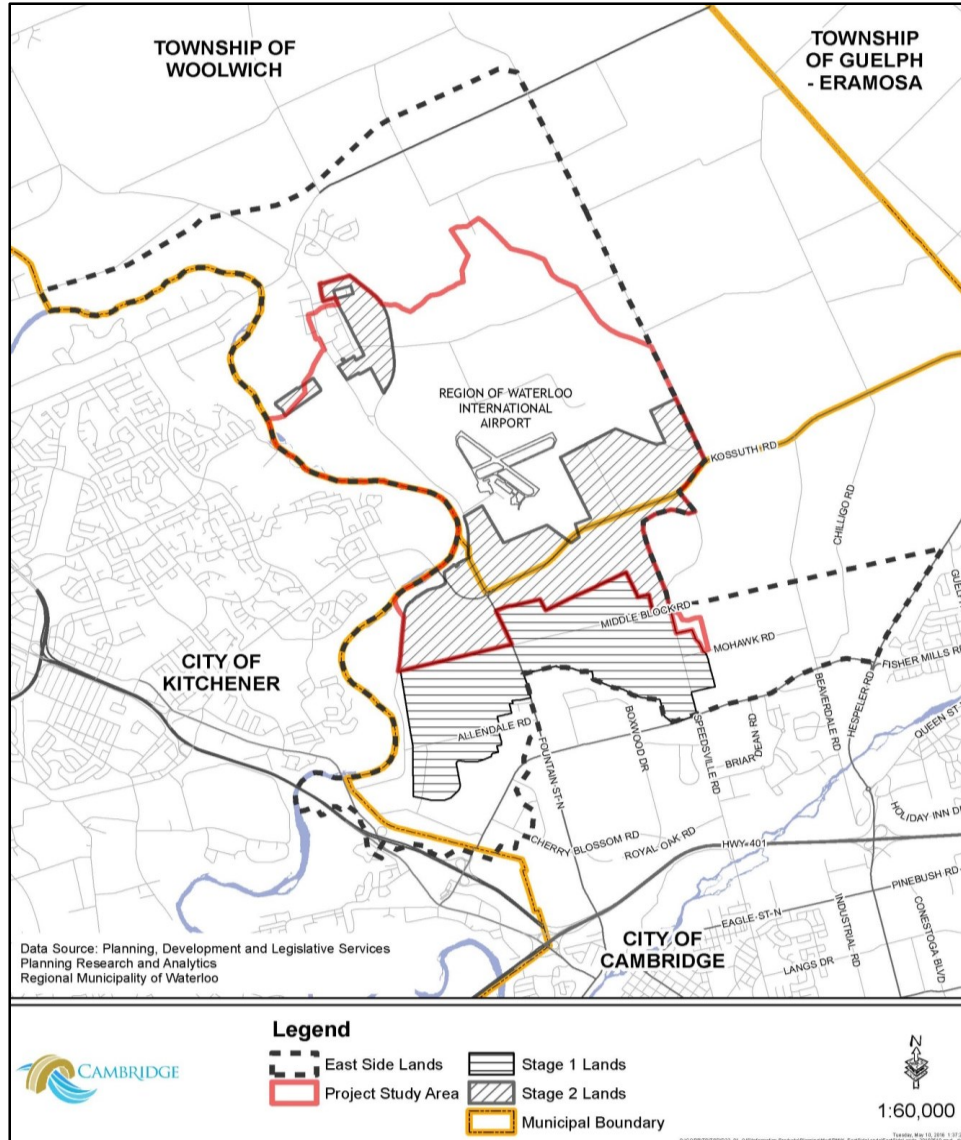 TOWNSHIP OF
WOOLWICH
TOWNSHIP
OF GUELPH
- ERAMOSA
REGION OF WATERLOO
INTERNATIONAL
AIRPORT
KOSSUTH RD
CHILLIGO RD
MIDDLE BLOCK RD
MOHAWK RD
CITY OF
KITCHENER
FISHER MILLS RD
BEAVERDALE RD
HESPELER RD
QUEEN ST
ALLENDALE RD
FOUNTAIN ST N
BOXWOOD DR
SPEEDSVILLE RD
DEAN RD
BRIAR
CHERRY BLOSSOM RD
ROYAL OAK RD
HWY 401
HOLIDAY INN DR
PINEBUSH RD
EAGLE ST N
INDUSTRIAL RD
CONESTOGA BLVD
LANGS DR
CITY OF
CAMBRIDGE
Data Source: Planning, Development and Legislative Services
Planning Research and Analytics
Regional Municipality of Waterloo
CAMBRIDGE
Legend
East Side Lands
Project Study Area
Stage 1 Lands
Stage 2 Lands
Municipal Boundary
N
1:60,000